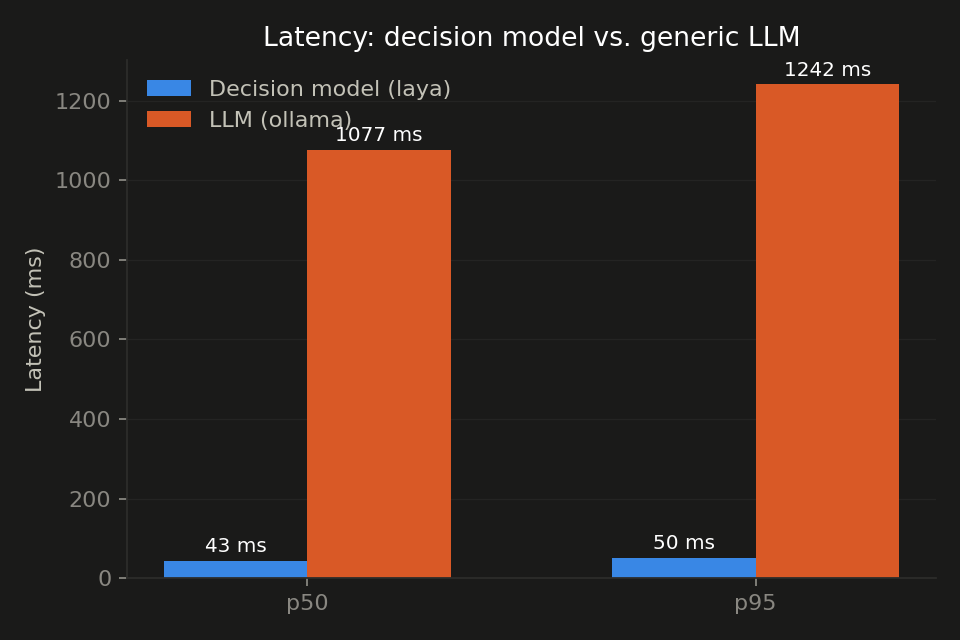 Latency: decision model vs. generic LLM
Decision model (laya)
LLM (ollama)
1077 ms
1242 ms
43 ms
50 ms
Latency (ms)
1200
1000
800
600
400
200
0
p50
p95